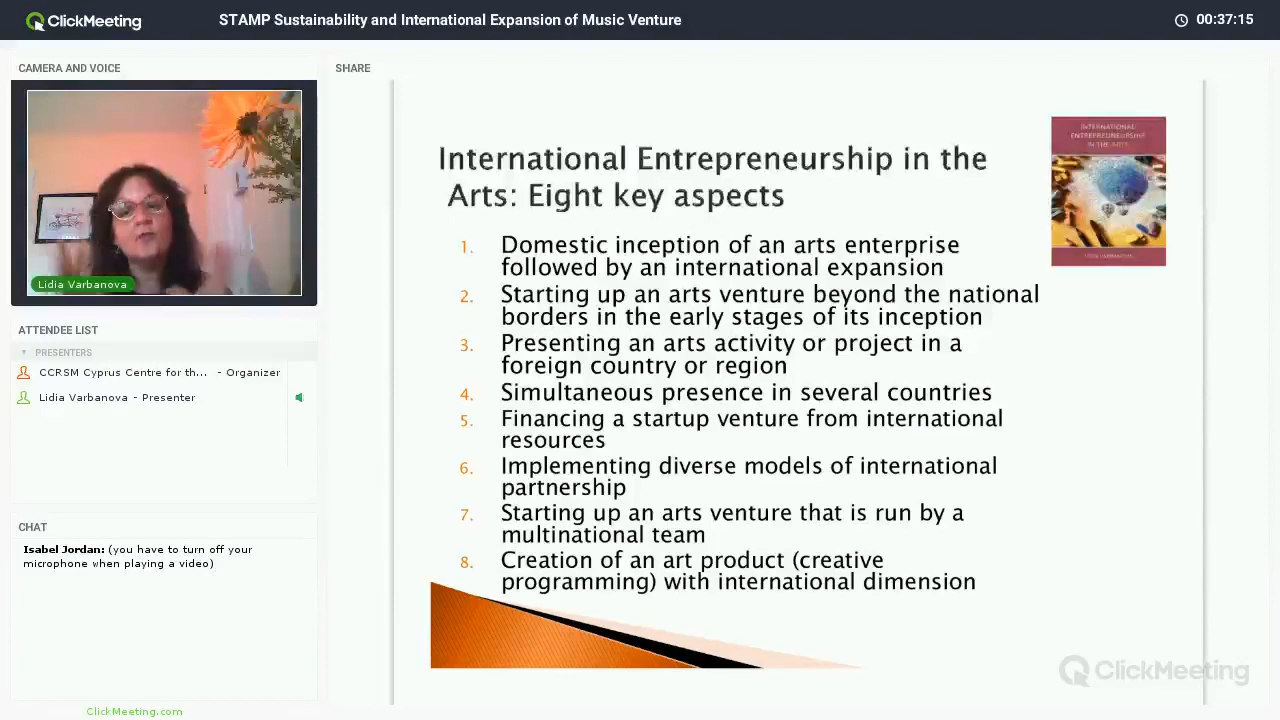 ClickMeeting
STAMP Sustainability and International Expansion of Music Venture
00:37:15
CAMERA AND VOICE
SHARE
Lidia Varbanova
ATTENDEE LIST
PRESENTERS
CCRSM Cyprus Centre for th... - Organizer
Lidia Varbanova - Presenter
CHAT
Isabel Jordan: (you have to turn off your
microphone when playing a video)
ClickMeeting.com
International Entrepreneurship in the
Arts: Eight key aspects
1. Domestic inception of an arts enterprise
followed by an international expansion
2. Starting up an arts venture beyond the national
borders in the early stages of its inception
3. Presenting an arts activity or project in a
foreign country or region
4. Simultaneous presence in several countries
5. Financing a startup venture from international
resources
6. Implementing diverse models of international
partnership
7. Starting up an arts venture that is run by a
multinational team
8. Creation of an art product (creative
programming) with international dimension
INTERNATIONAL
ENTREPRENEURSHIP
IN THE ARTS
LIDIA VARBANOVA
ClickMeeting